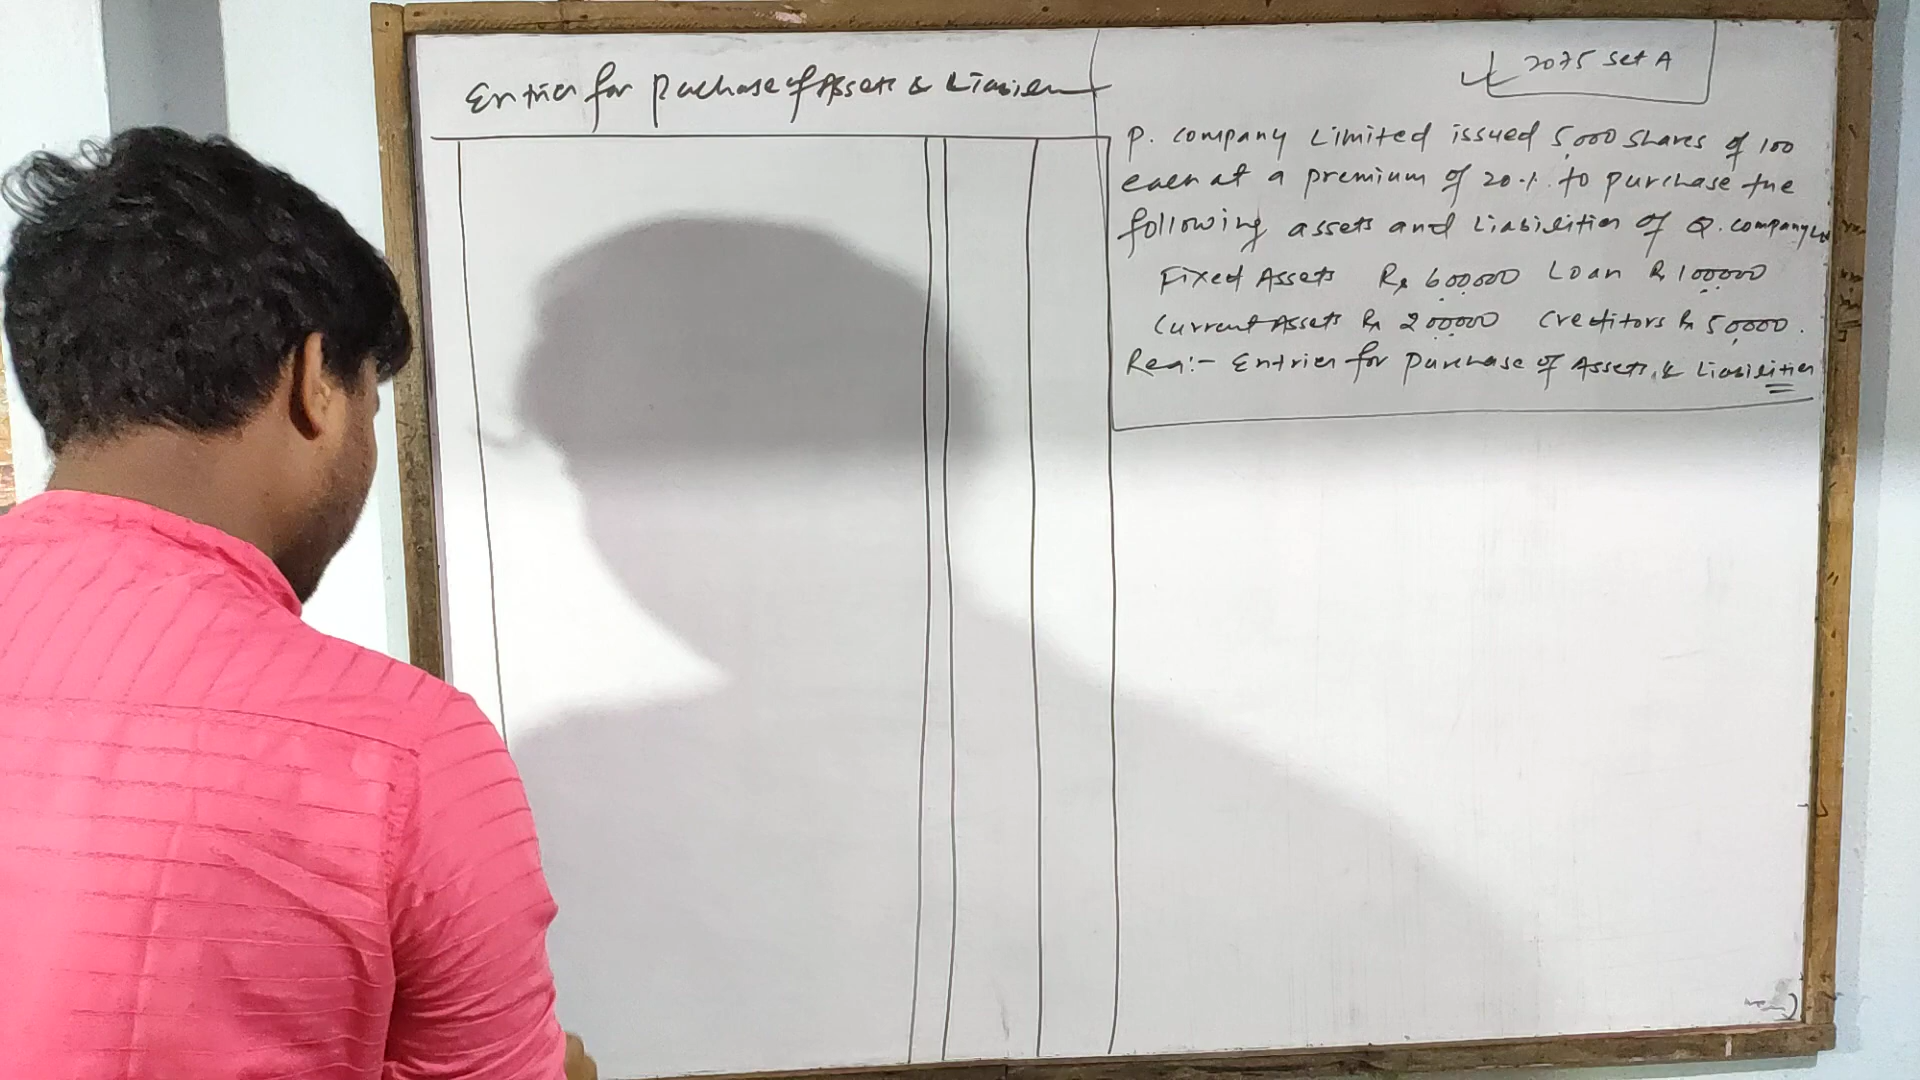 Entries for Purchase of Assets & Liabilities
2075 Set A
P. company Limited issued 5,000 shares of 100
each at a premium of 20% to purchase the
following assets and Liabilities of Q. company Ltd
Fixed Assets Rs 600000 Loan Rs 100000
Current Assets Rs 200000 Creditors Rs 50000.
Req:- Entries for Purchase of Assets & Liabilities